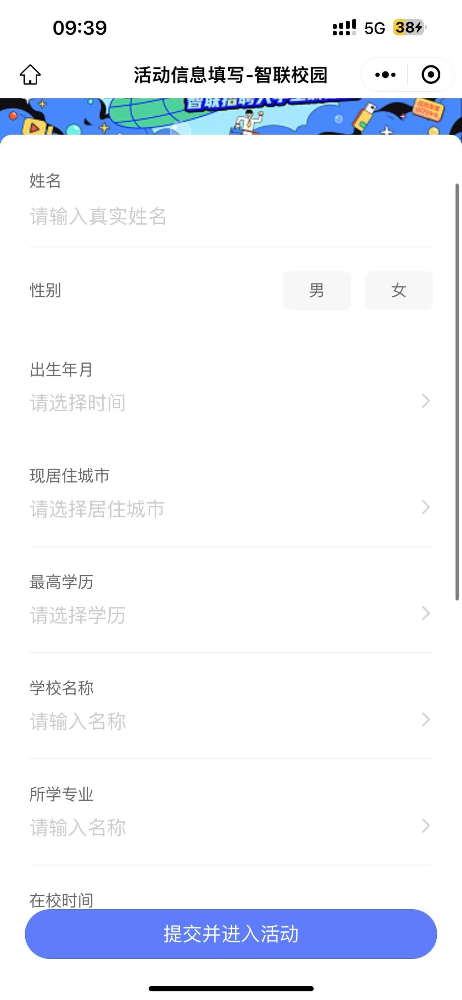 09:39
5G
38
活动信息填写-智联校园
姓名
请输入真实姓名
性别
男
女
出生年月
请选择时间
现居住城市
请选择居住城市
最高学历
请选择学历
学校名称
请输入名称
所学专业
请输入名称
在校时间
提交并进入活动